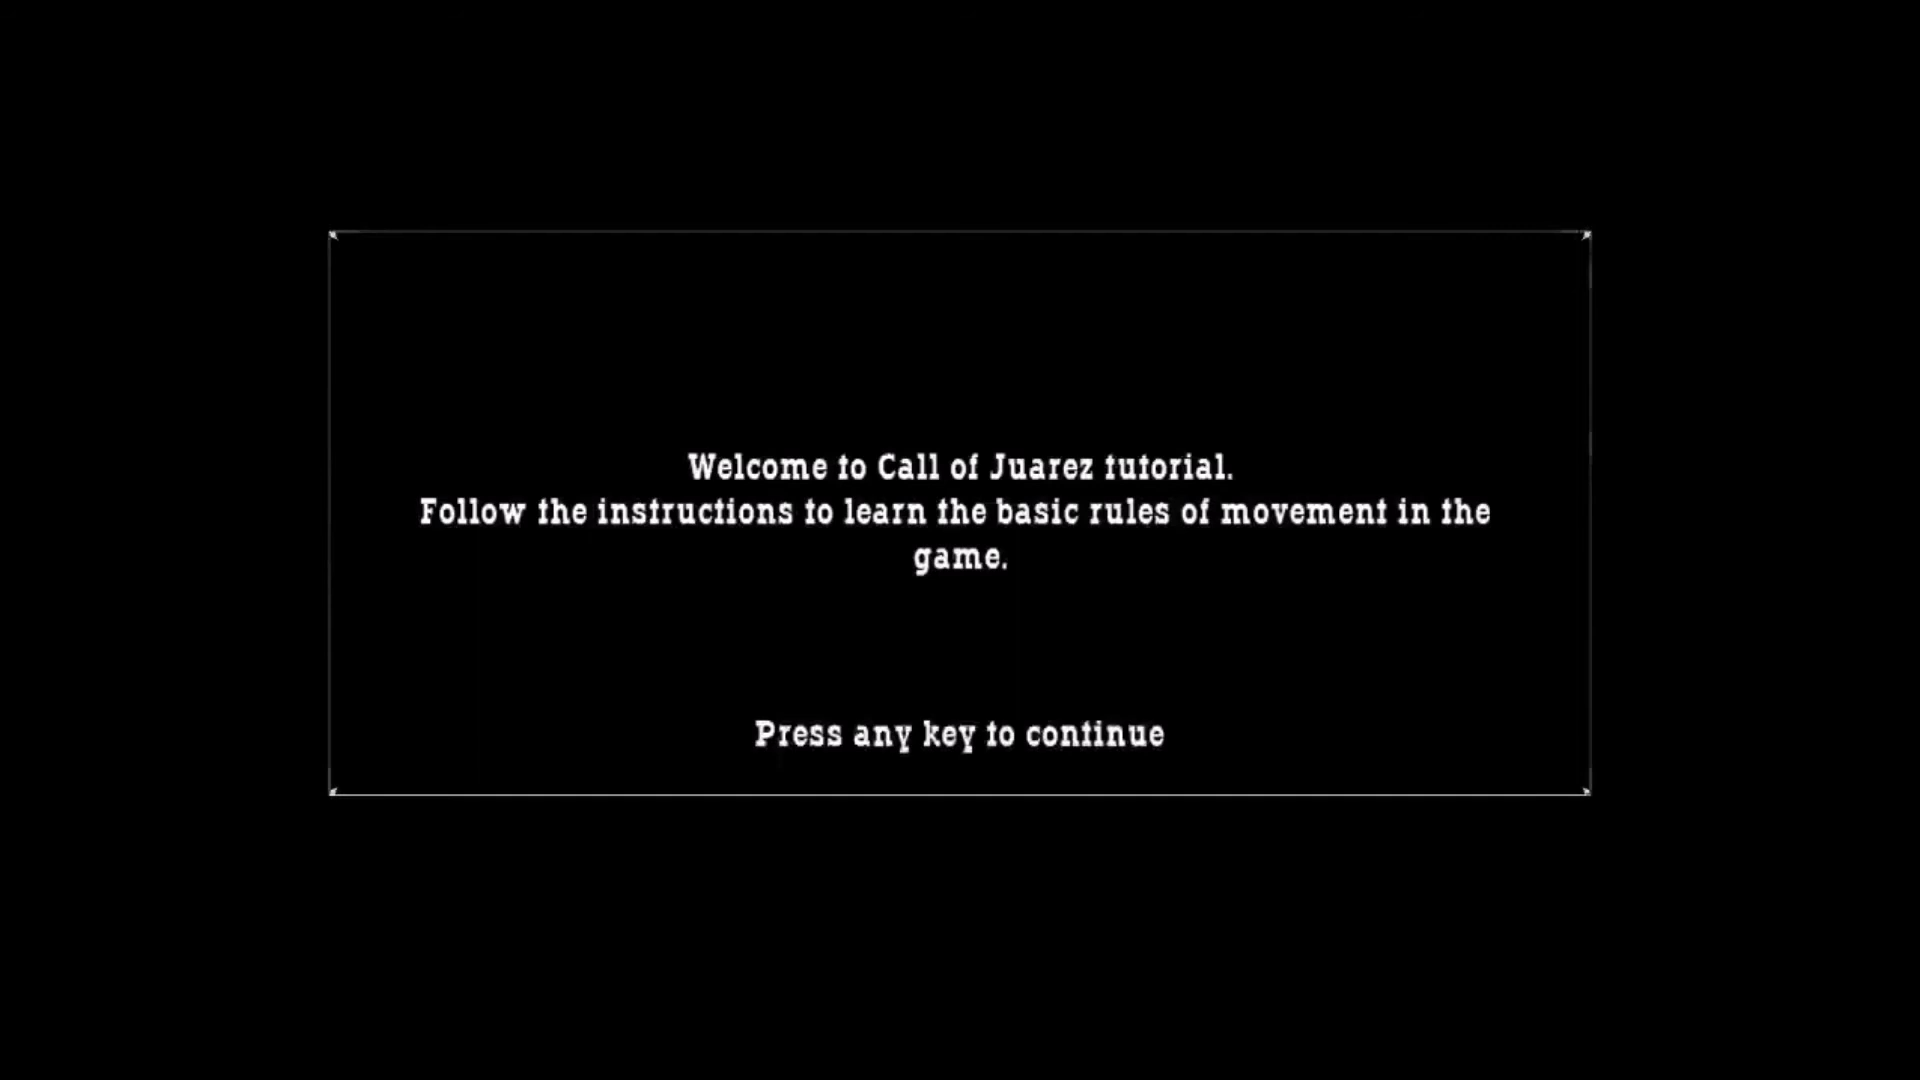 Welcome to Call of Juarez tutorial.
Follow the instructions to learn the basic rules of movement in the
game.
Press any key to continue